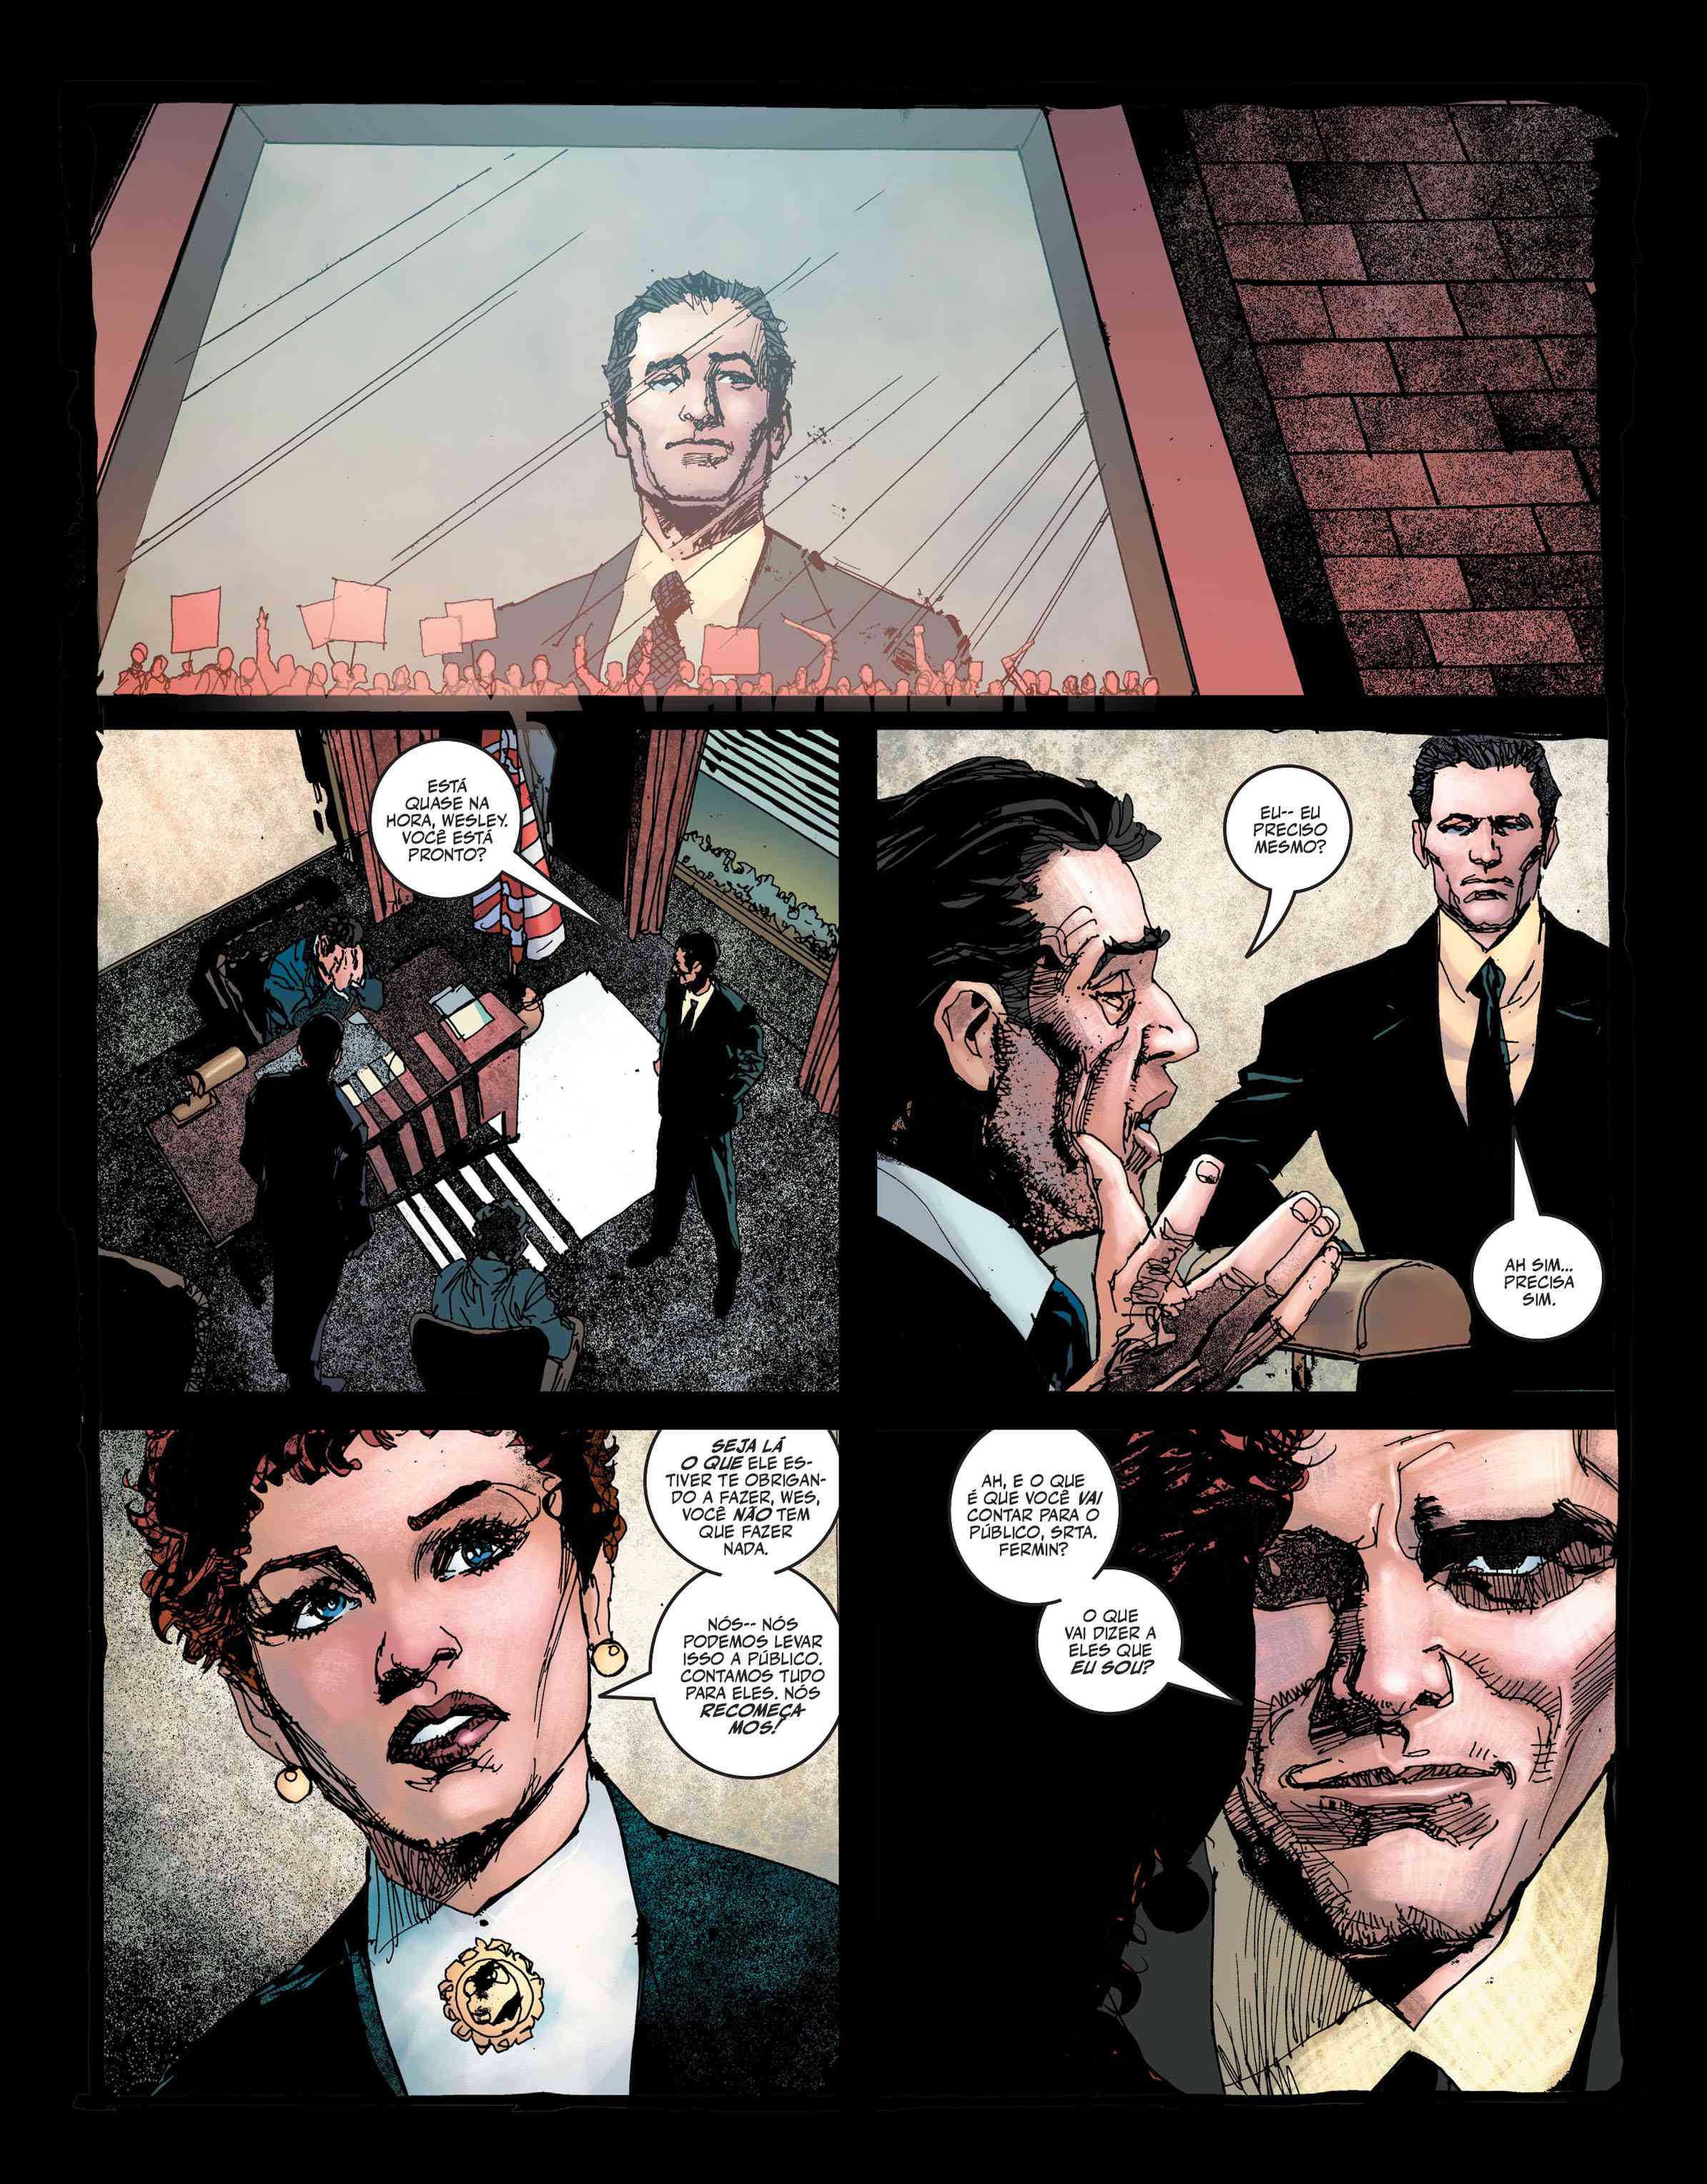 ESTÁ
QUASE NA
HORA, WESLEY.
VOCÊ ESTÁ
PRONTO?
EU-- EU
PRECISO
MESMO?
AH SIM...
PRECISA
SIM.
SEJA LÁ
O QUE ELE ES-
TIVER TE OBRIGAN-
DO A FAZER, WES,
VOCÊ NÃO TEM
QUE FAZER
NADA.
NÓS-- NÓS
PODEMOS LEVAR
ISSO A PÚBLICO.
CONTAMOS TUDO
PARA ELES. NÓS
RECOMEÇA-
MOS!
AH, E O QUE
É QUE VOCÊ VAI
CONTAR PARA O
PÚBLICO, SRTA.
FERMIN?
O QUE
VAI DIZER A
ELES QUE
EU SOU?